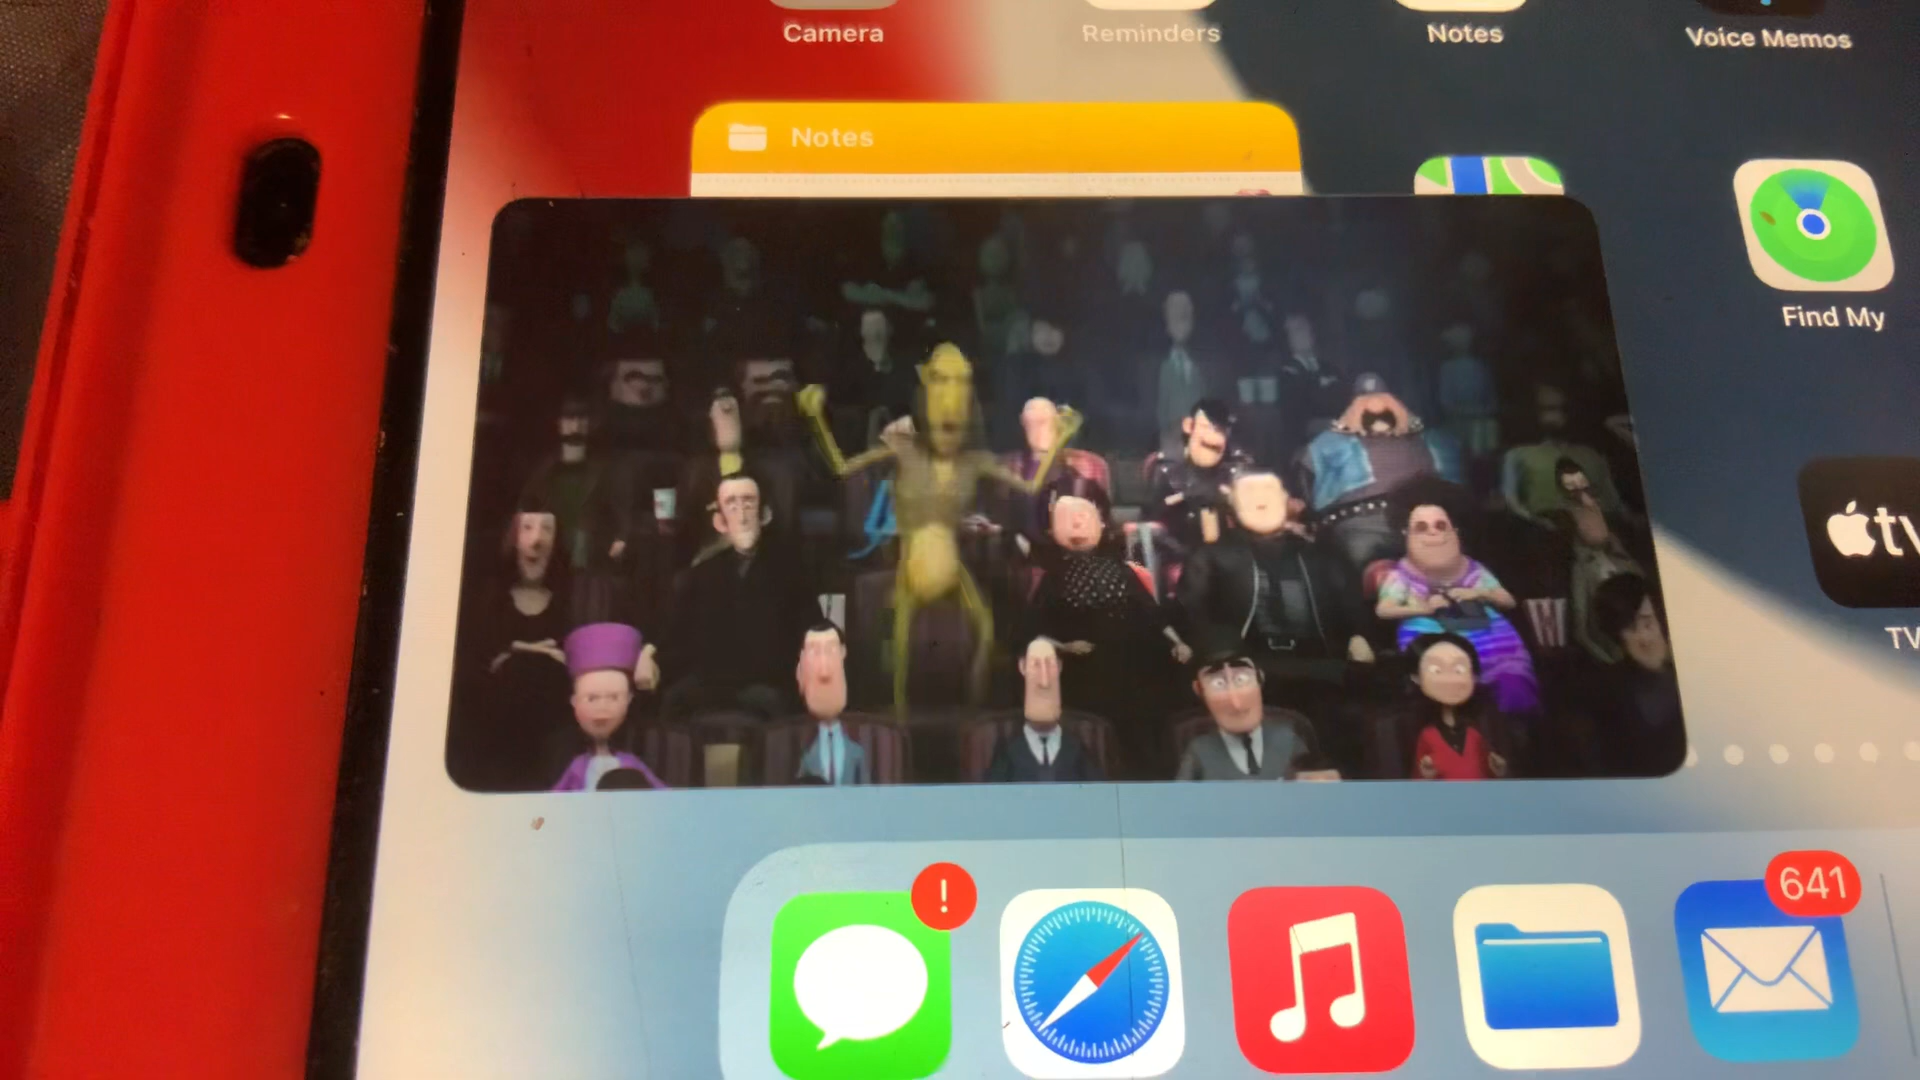 Camera
Reminders
Notes
Voice Memos
Notes
Find My
tv
TV
!
641